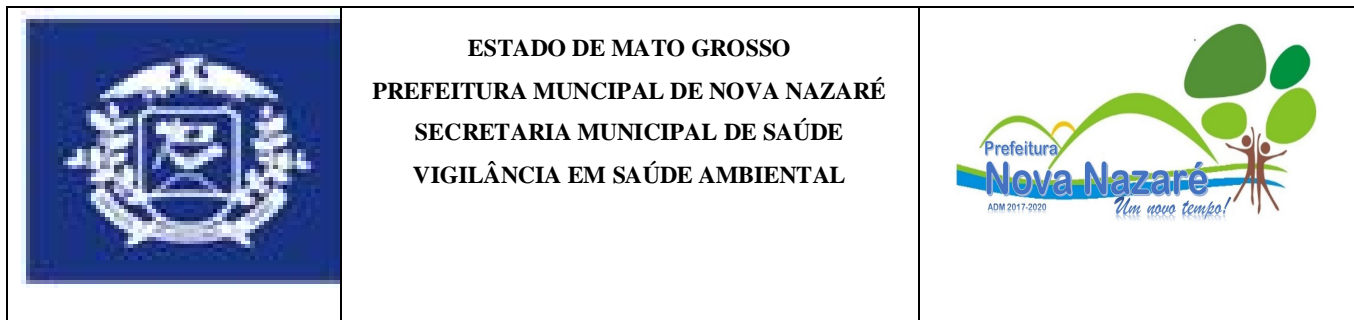 ESTADO DE MATO GROSSO
PREFEITURA MUNCIPAL DE NOVA NAZARÉ
SECRETARIA MUNICIPAL DE SAÚDE
VIGILÂNCIA EM SAÚDE AMBIENTAL
Prefeitura
Nova Nazaré
ADM 2017-2020
Um novo tempo!